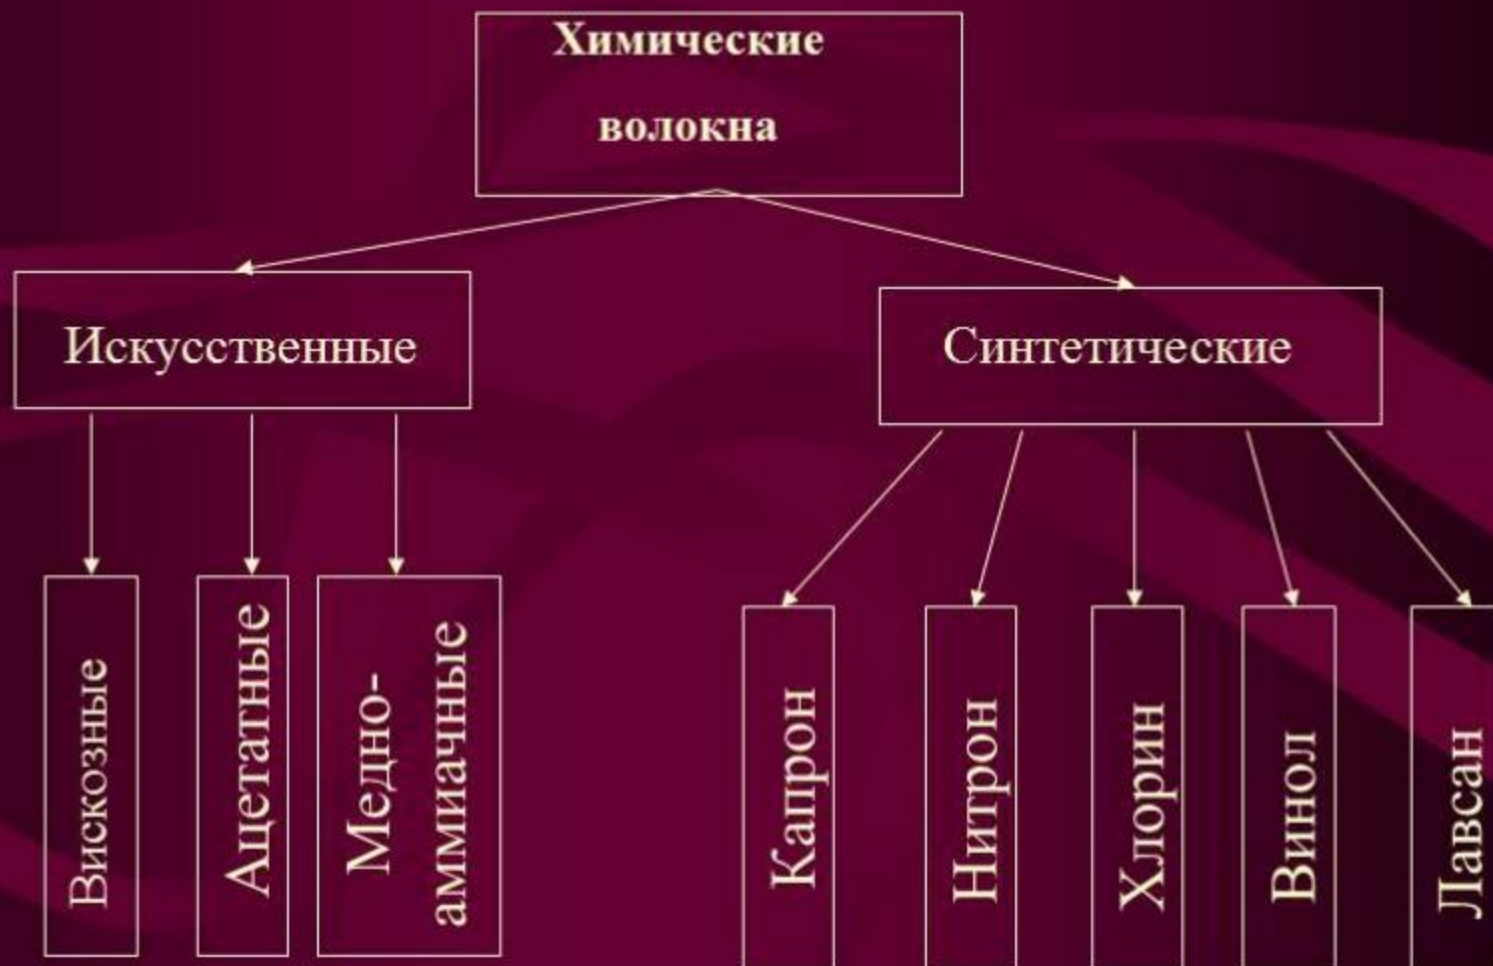 Химические
волокна
Искусственные
Синтетические
Вискозные
Ацетатные
Медно-
аммиачные
Капрон
Нитрон
Хлорин
Винол
Лавсан